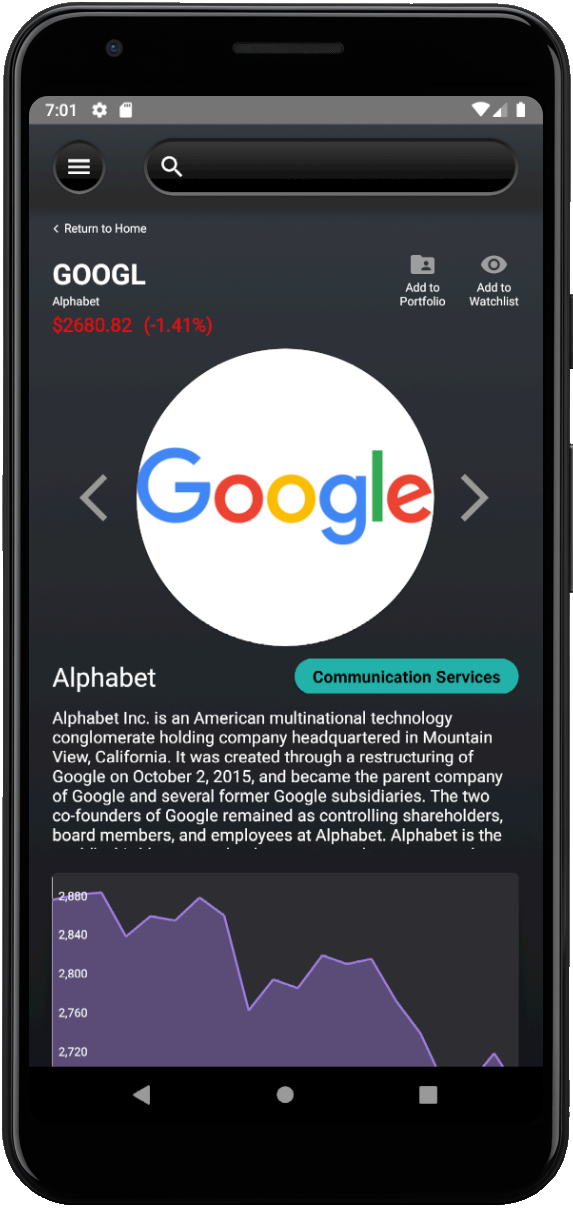 7:01
Return to Home
GOOGL
Alphabet
$2680.82 (-1.41%)
Add to
Portfolio
Add to
Watchlist
Google
Alphabet
Communication Services
Alphabet Inc. is an American multinational technology
conglomerate holding company headquartered in Mountain
View, California. It was created through a restructuring of
Google on October 2, 2015, and became the parent company
of Google and several former Google subsidiaries. The two
co-founders of Google remained as controlling shareholders,
board members, and employees at Alphabet. Alphabet is the
2,880
2,840
2,800
2,760
2,720